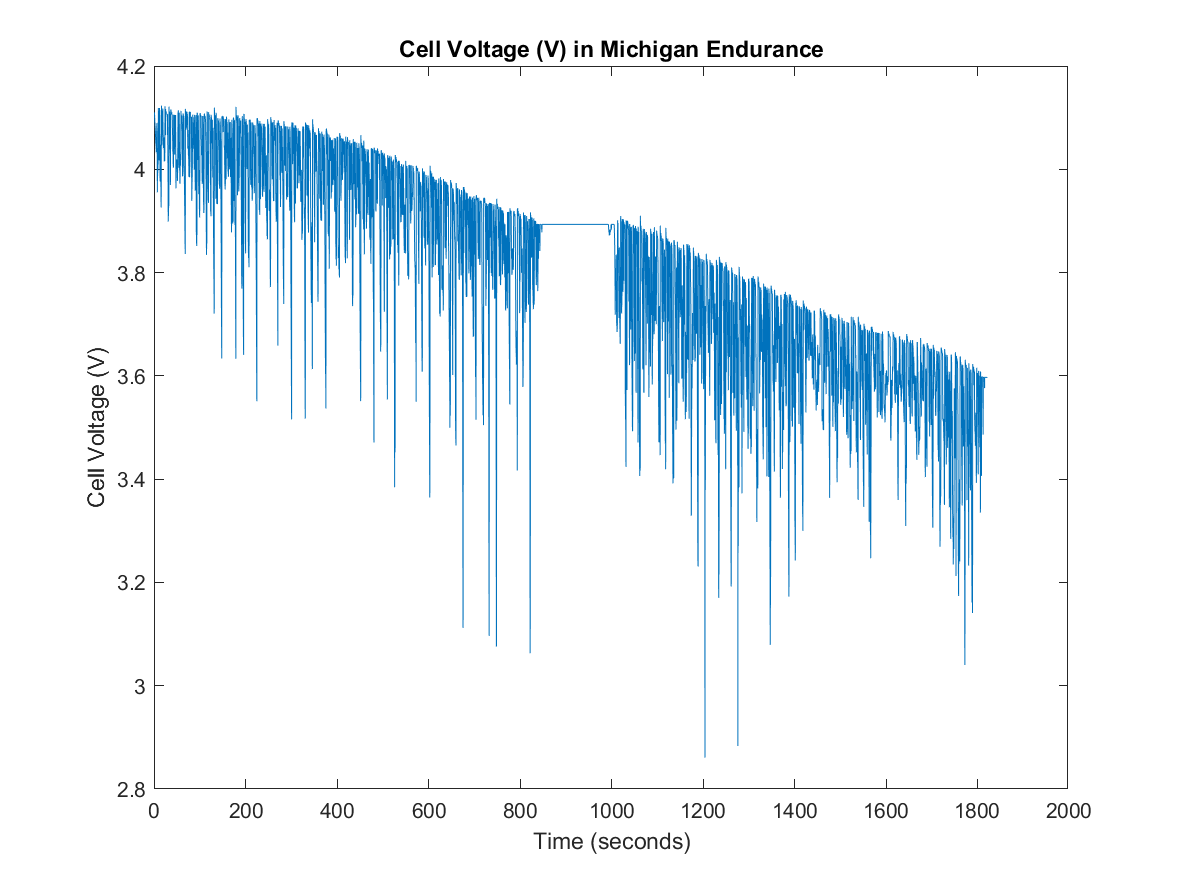 Cell Voltage (V) in Michigan Endurance
4.2
4
3.8
3.6
3.4
3.2
3
2.8
Cell Voltage (V)
0 200 400 600 800 1000 1200 1400 1600 1800 2000
Time (seconds)